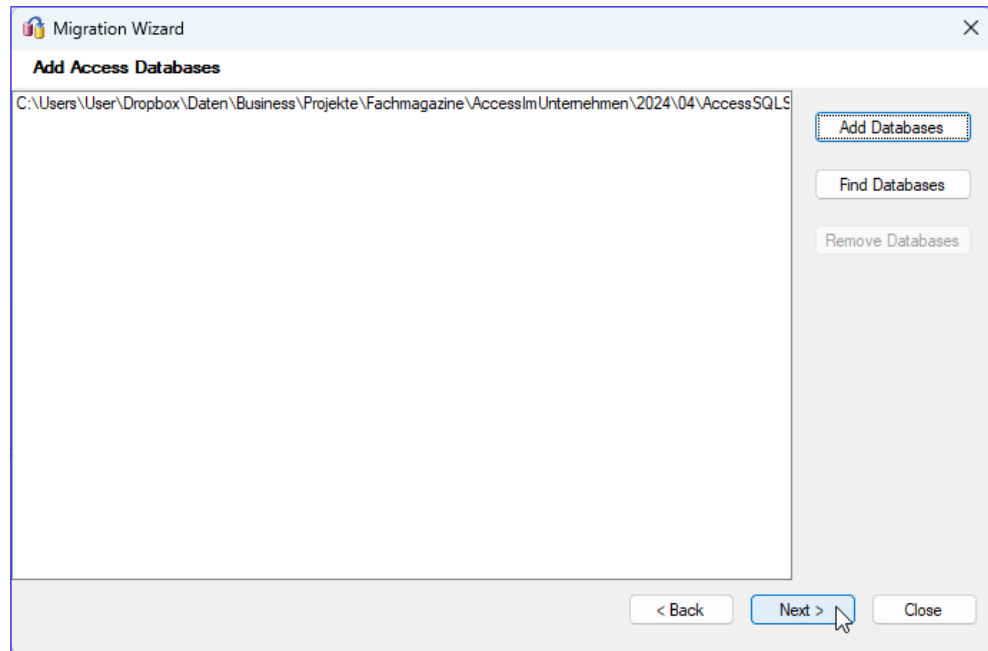 Migration Wizard
Add Access Databases
C:\Users\User\Dropbox\Daten\Business\Projekte\Fachmagazine\AccessImUnternehmen\2024\04\AccessSQLS
Add Databases
Find Databases
Remove Databases
< Back
Next >
Close